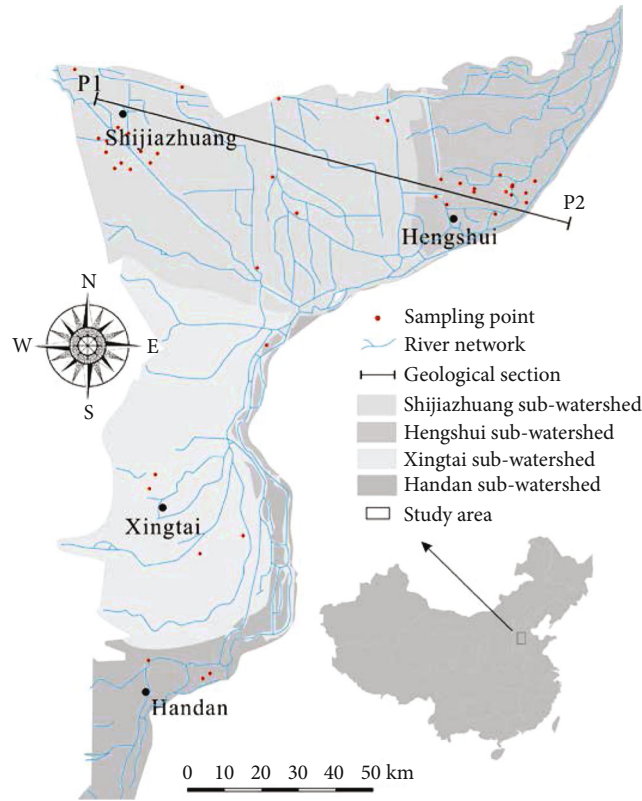 P1
Shijiazhuang
P2
Hengshui
N
W
E
S
Sampling point
River network
Geological section
Shijiazhuang sub-watershed
Hengshui sub-watershed
Xingtai sub-watershed
Handan sub-watershed
Study area
Xingtai
Handan
0 10 20 30 40 50 km